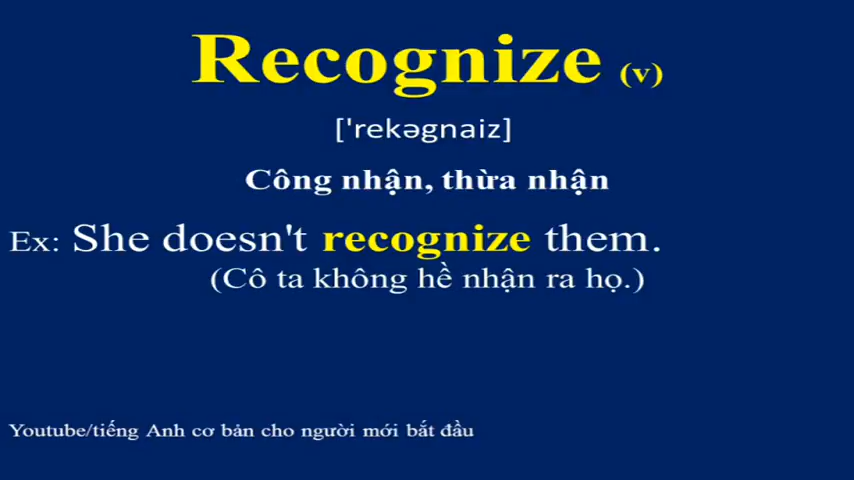 Recognize (v)
['rekəgnaiz]
Công nhận, thừa nhận
Ex: She doesn't recognize them.
(Cô ta không hề nhận ra họ.)
Youtube/tiếng Anh cơ bản cho người mới bắt đầu